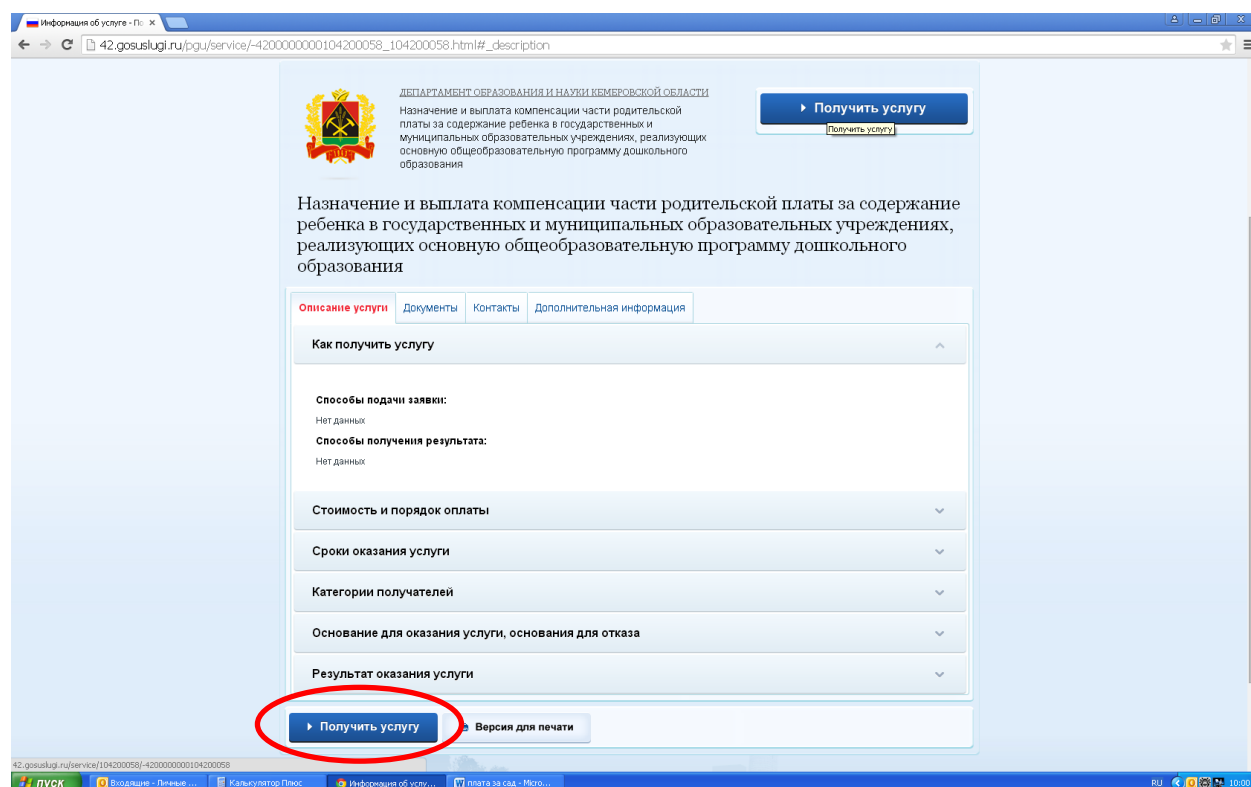 Информация об услуге - По
42.gosuslugi.ru/pgu/service/-4200000000104200058_104200058.html#_description
ДЕПАРТАМЕНТ ОБРАЗОВАНИЯ И НАУКИ КЕМЕРОВСКОЙ ОБЛАСТИ
Назначение и выплата компенсации части родительской
платы за содержание ребенка в государственных и
муниципальных образовательных учреждениях, реализующих
основную общеобразовательную программу дошкольного
образования
Получить услугу
Получить услугу
Назначение и выплата компенсации части родительской платы за содержание
ребенка в государственных и муниципальных образовательных учреждениях,
реализующих основную общеобразовательную программу дошкольного
образования
Описание услуги Документы Контакты Дополнительная информация
Как получить услугу
Способы подачи заявки:
Нет данных
Способы получения результата:
Нет данных
Стоимость и порядок оплаты
Сроки оказания услуги
Категории получателей
Основание для оказания услуги, основания для отказа
Результат оказания услуги
Получить услугу Версия для печати
42.gosuslugi.ru/service/104200058/-4200000000104200058
пуск Входящие - Личные ... Калькулятор Плюс Информация об услу... плата за сад - Micro... RU 10:00